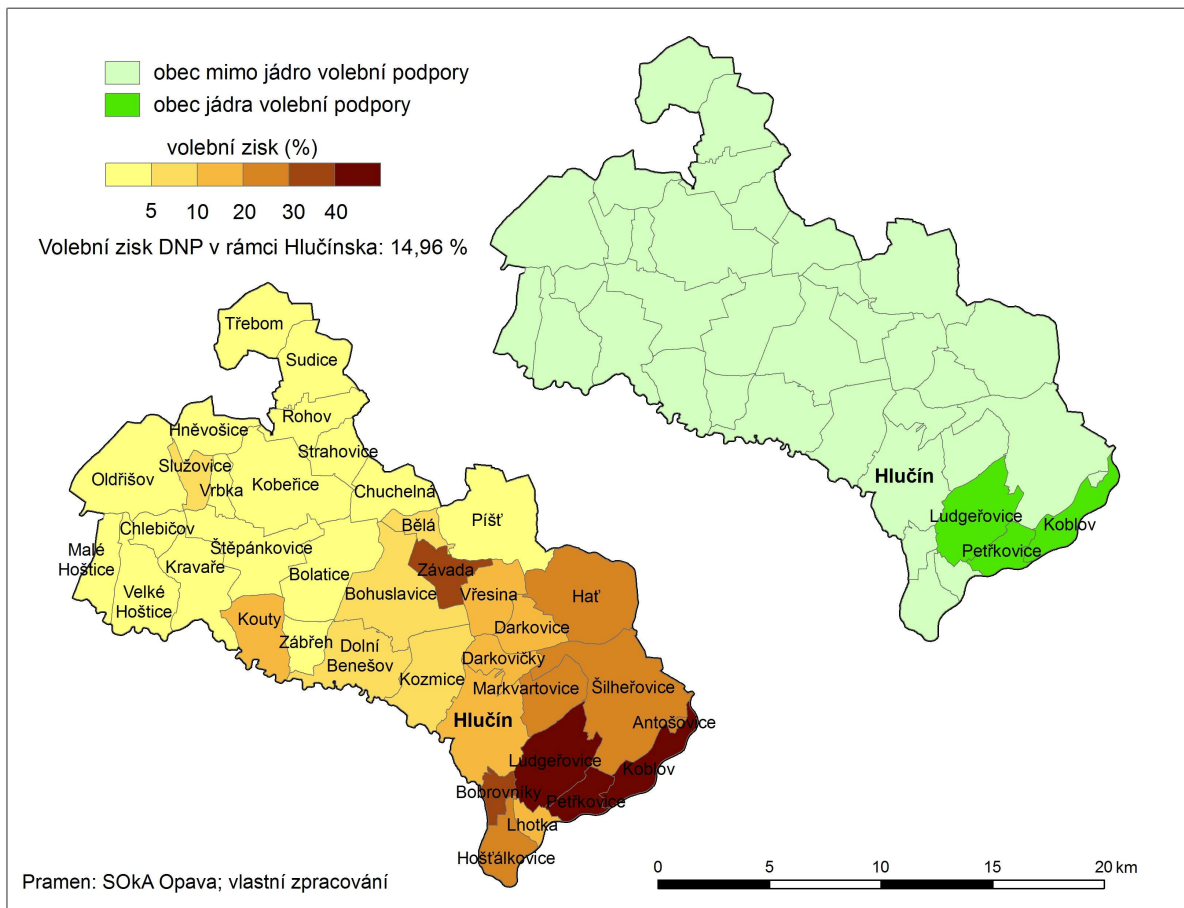 obec mimo jádro volební podpory
obec jádra volební podpory
volební zisk (%)
5 10 20 30 40
Volební zisk DNP v rámci Hlučínska: 14,96 %
Třebom
Sudice
Rohov
Hněvošice
Strahovice
Služovice
Oldřišov
Vrbka
Kobeřice
Chuchelná
Píšť
Chlebičov
Bělá
Malé
Hoštice
Štěpánkovice
Kravaře
Bolatice
Závada
Velké
Hoštice
Bohuslavice
Vřesina
Hať
Kouty
Darkovice
Zábřeh
Dolní
Benešov
Darkovičky
Kozmice
Markvartovice
Šilheřovice
Hlučín
Antošovice
Ludgeřovice
Koblov
Bobrovníky
Petřkovice
Lhotka
Hošťálkovice
Hlučín
Ludgeřovice
Koblov
Petřkovice
0 5 10 15 20 km
Pramen: SOkA Opava; vlastní zpracování